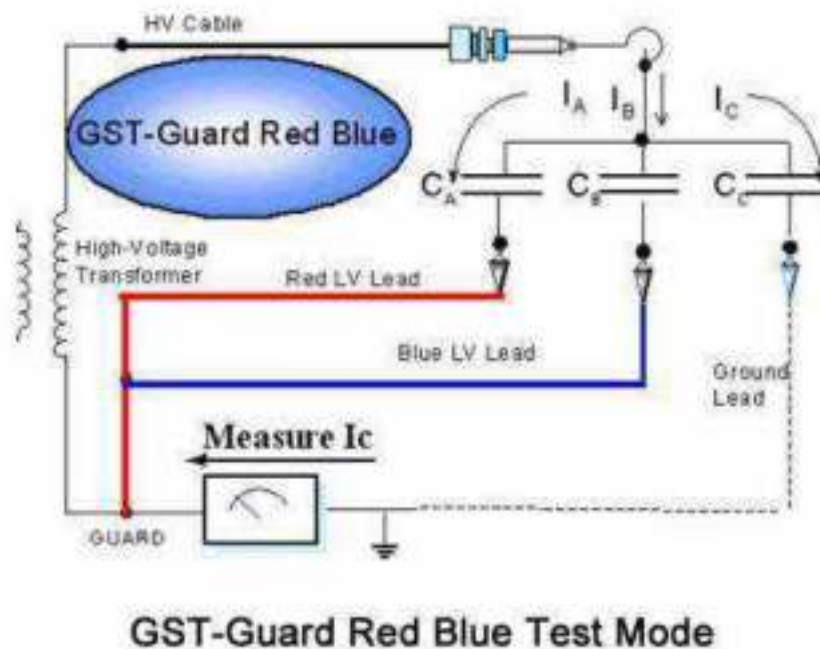 HV Cable
GST-Guard Red Blue
I_A I_B I_C
C_A C_B C_C
High-Voltage
Transformer
Red LV Lead
Blue LV Lead
Ground
Lead
Measure Ic
GUARD
GST-Guard Red Blue Test Mode